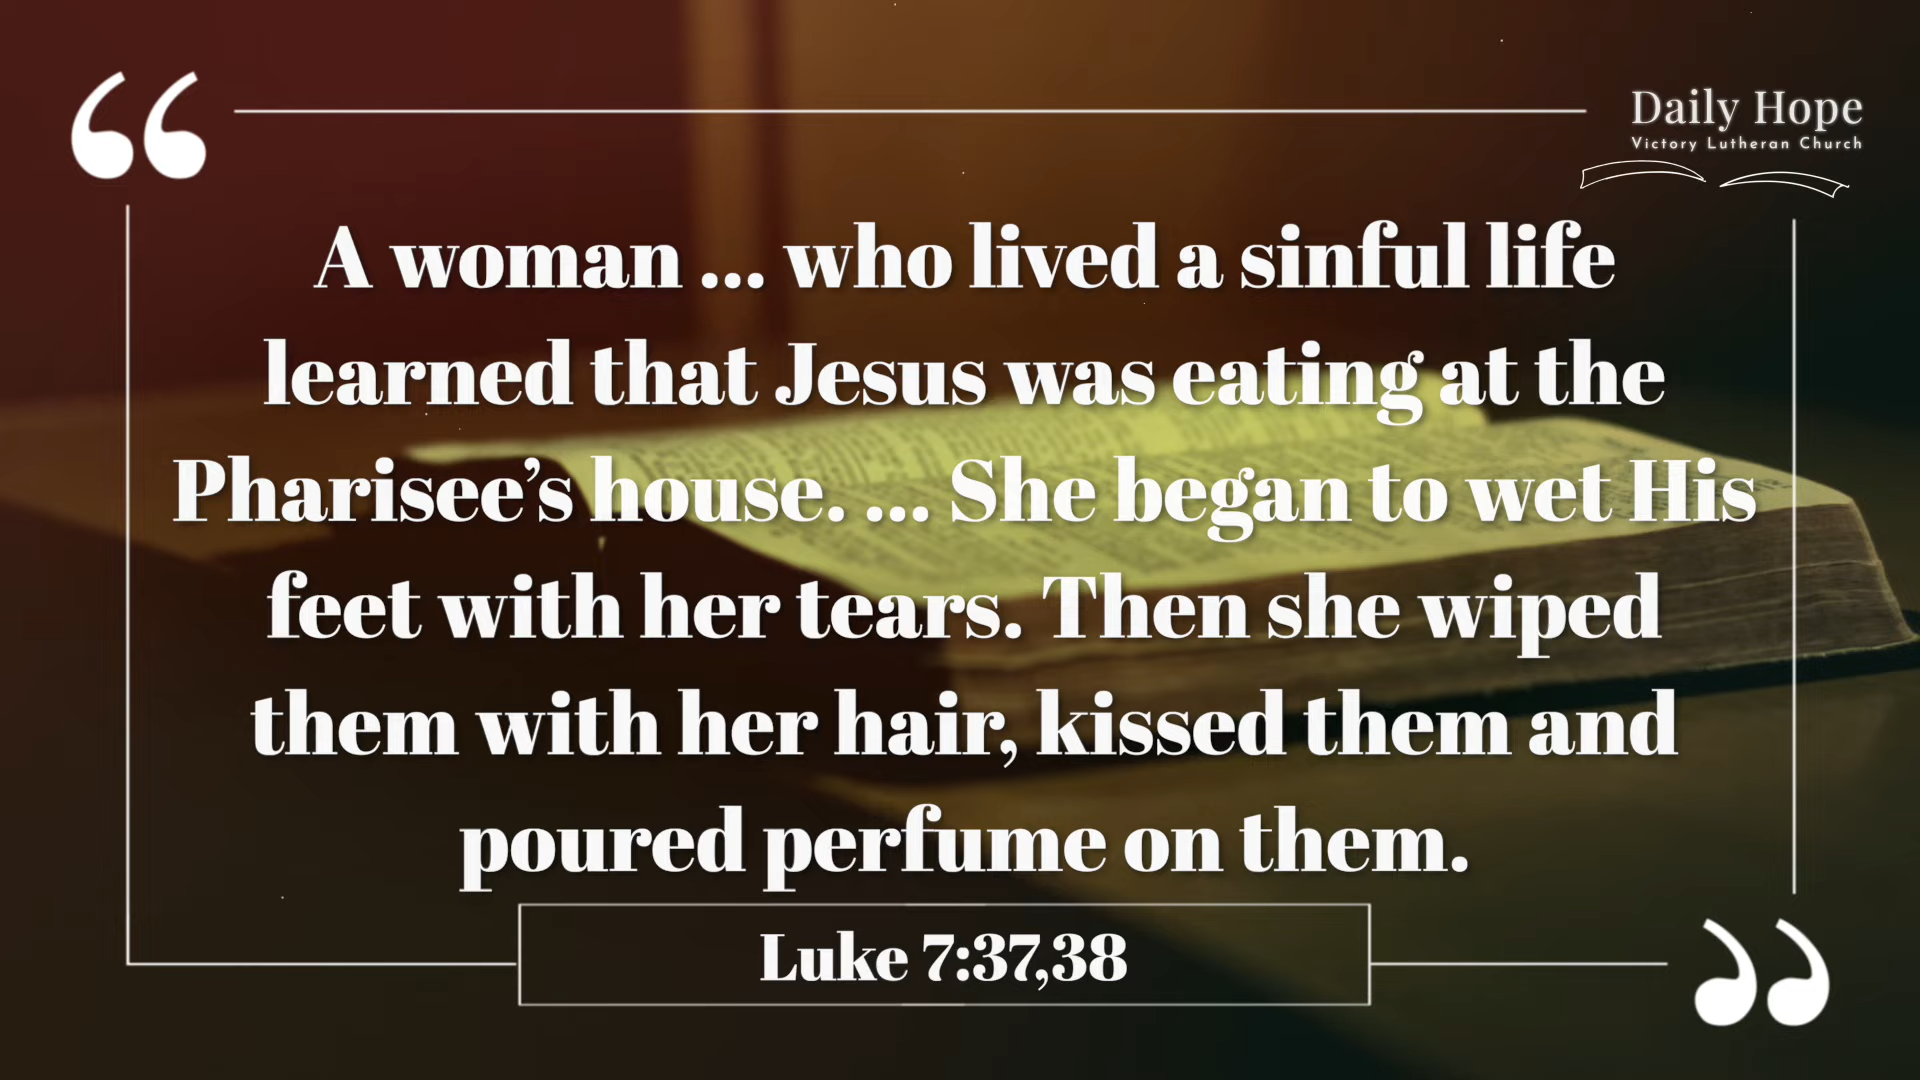 Daily Hope
Victory Lutheran Church
A woman ... who lived a sinful life
learned that Jesus was eating at the
Pharisee’s house. ... She began to wet His
feet with her tears. Then she wiped
them with her hair, kissed them and
poured perfume on them.
Luke 7:37,38